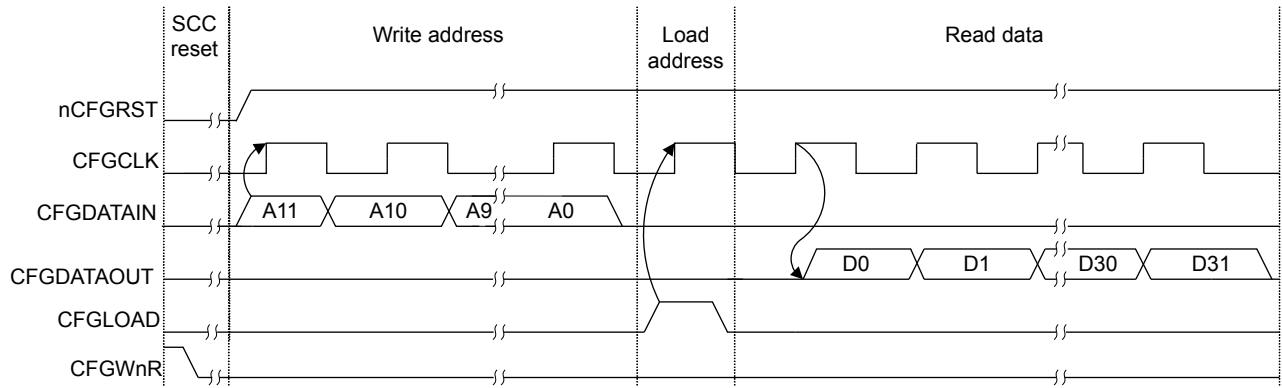 SCC
reset
Write address
Load
address
Read data
nCFGRST
CFGCLK
CFGDATAIN
A11
A10
A9
A0
CFGDATAOUT
D0
D1
D30
D31
CFGLOAD
CFGWnR